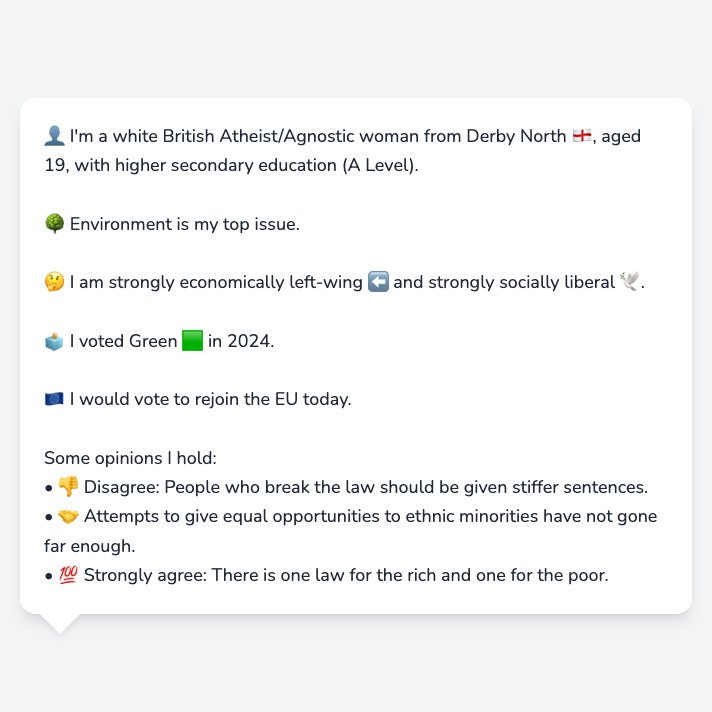 👤 I'm a white British Atheist/Agnostic woman from Derby North 🏴󠁧󠁢󠁥󠁮󠁧󠁿, aged
19, with higher secondary education (A Level).
🌳 Environment is my top issue.
🤔 I am strongly economically left-wing ⬅️ and strongly socially liberal 🕊️.
🗳️ I voted Green 🟩 in 2024.
🇪🇺 I would vote to rejoin the EU today.
Some opinions I hold:
• 👎 Disagree: People who break the law should be given stiffer sentences.
• 🤝 Attempts to give equal opportunities to ethnic minorities have not gone
far enough.
• 💯 Strongly agree: There is one law for the rich and one for the poor.